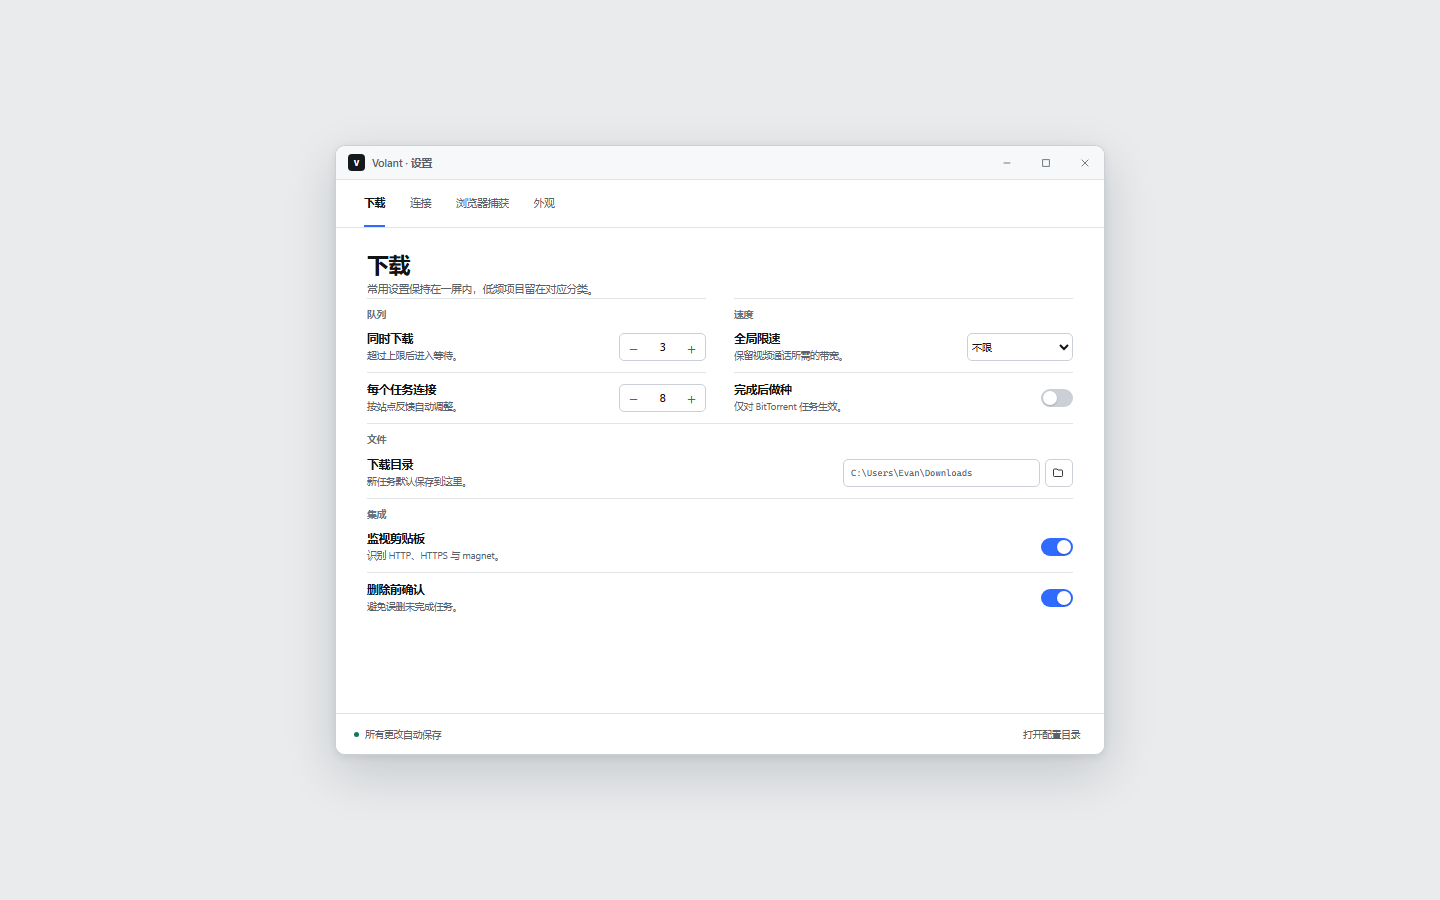 V Volant · 设置
下载 连接 浏览器捕获 外观
下载
常用设置保持在一屏内，低频项目留在对应分类。
队列
同时下载
超过上限后进入等待。
− 3 +
每个任务连接
按站点反馈自动调整。
− 8 +
速度
全局限速
保留视频通话所需的带宽。
不限
完成后做种
仅对 BitTorrent 任务生效。
文件
下载目录
新任务默认保存到这里。
C:\Users\Evan\Downloads
集成
监视剪贴板
识别 HTTP、HTTPS 与 magnet。
删除前确认
避免误删未完成任务。
所有更改自动保存
打开配置目录